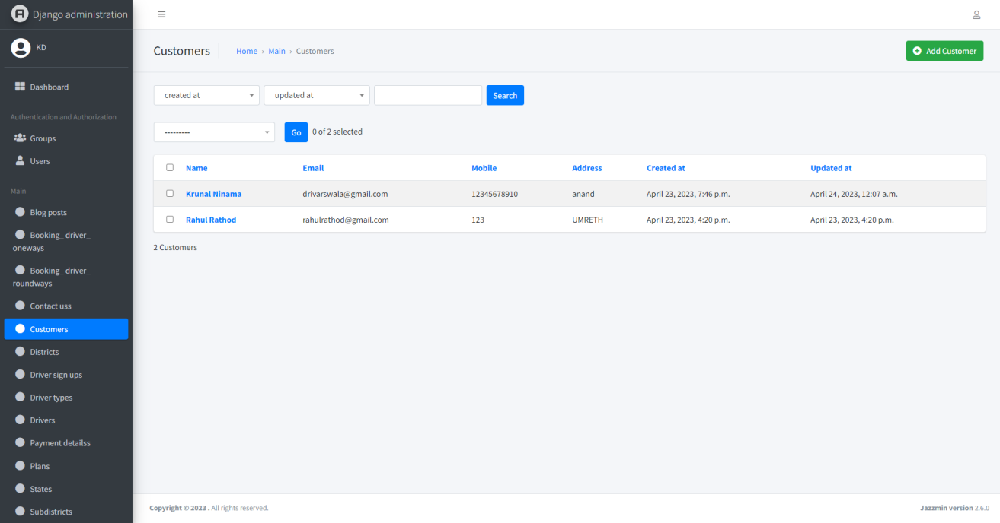 Django administration
KD
Dashboard
Authentication and Authorization
Groups
Users
Main
Blog posts
Booking_ driver_
oneways
Booking_ driver_
roundways
Contact uss
Customers
Districts
Driver sign ups
Driver types
Drivers
Payment detailss
Plans
States
Subdistricts
Customers Home › Main › Customers Add Customer
created at updated at Search
--------- Go 0 of 2 selected
Name Email Mobile Address Created at Updated at
Krunal Ninama drivarswala@gmail.com 12345678910 anand April 23, 2023, 7:46 p.m. April 24, 2023, 12:07 a.m.
Rahul Rathod rahulrathod@gmail.com 123 UMRETH April 23, 2023, 4:20 p.m. April 23, 2023, 4:20 p.m.
2 Customers
Copyright © 2023 . All rights reserved. Jazzmin version 2.6.0